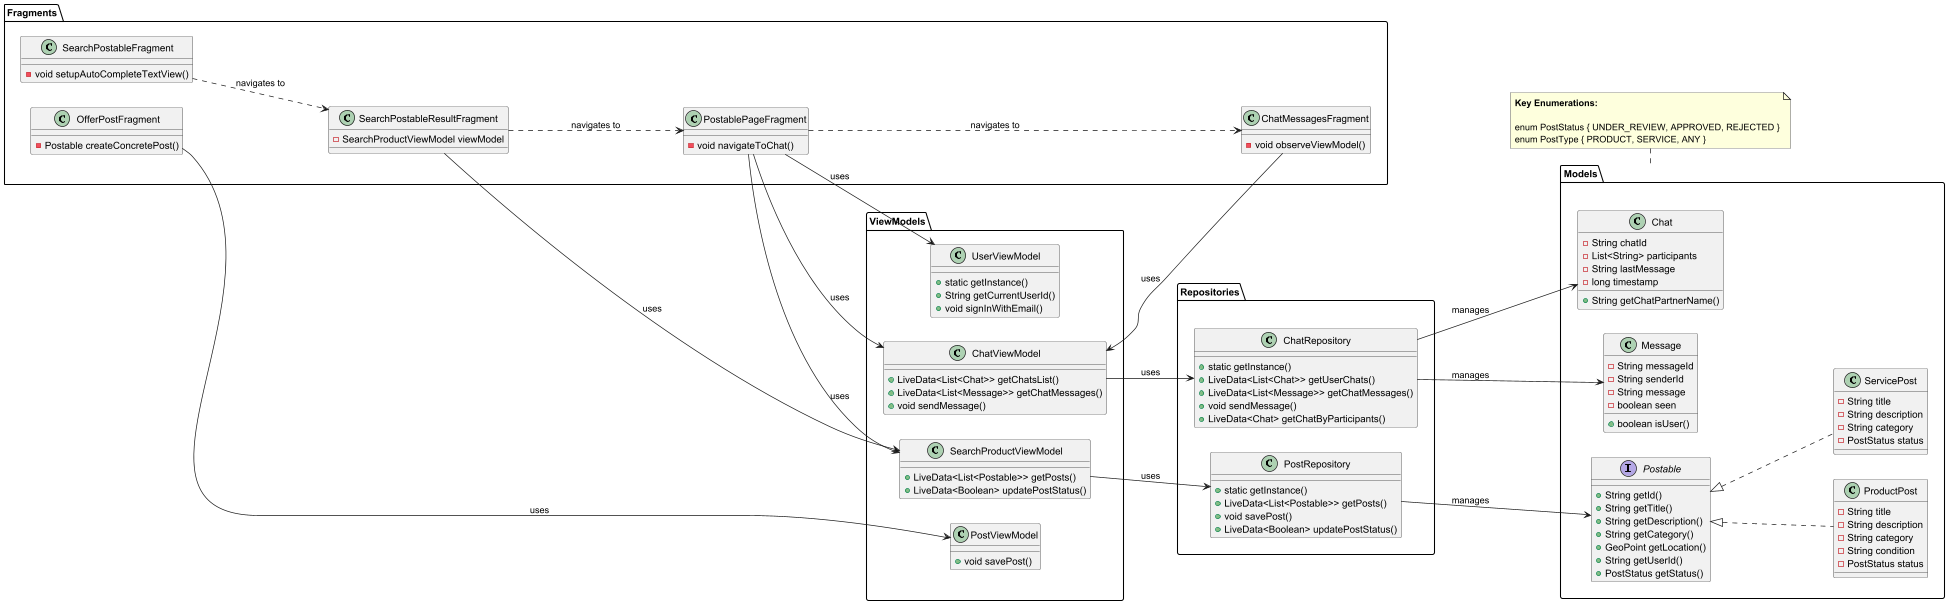 Fragments
C SearchPostableFragment
void setupAutoCompleteTextView()
navigates to
C OfferPostFragment
Postable createConcretePost()
C SearchPostableResultFragment
SearchProductViewModel viewModel
navigates to
C PostablePageFragment
void navigateToChat()
navigates to
C ChatMessagesFragment
void observeViewModel()
Key Enumerations:
enum PostStatus { UNDER_REVIEW, APPROVED, REJECTED }
enum PostType { PRODUCT, SERVICE, ANY }
uses
uses
uses
uses
uses
uses
ViewModels
C UserViewModel
static getInstance()
String getCurrentUserId()
void signInWithEmail()
C ChatViewModel
LiveData<List<Chat>> getChatsList()
LiveData<List<Message>> getChatMessages()
void sendMessage()
C SearchProductViewModel
LiveData<List<Postable>> getPosts()
LiveData<Boolean> updatePostStatus()
C PostViewModel
void savePost()
uses
uses
Repositories
C ChatRepository
static getInstance()
LiveData<List<Chat>> getUserChats()
LiveData<List<Message>> getChatMessages()
void sendMessage()
LiveData<Chat> getChatByParticipants()
C PostRepository
static getInstance()
LiveData<List<Postable>> getPosts()
void savePost()
LiveData<Boolean> updatePostStatus()
manages
manages
manages
Models
C Chat
String chatId
List<String> participants
String lastMessage
long timestamp
String getChatPartnerName()
C Message
String messageId
String senderId
String message
boolean seen
boolean isUser()
I Postable
String getId()
String getTitle()
String getDescription()
String getCategory()
GeoPoint getLocation()
String getUserId()
PostStatus getStatus()
C ServicePost
String title
String description
String category
PostStatus status
C ProductPost
String title
String description
String category
String condition
PostStatus status